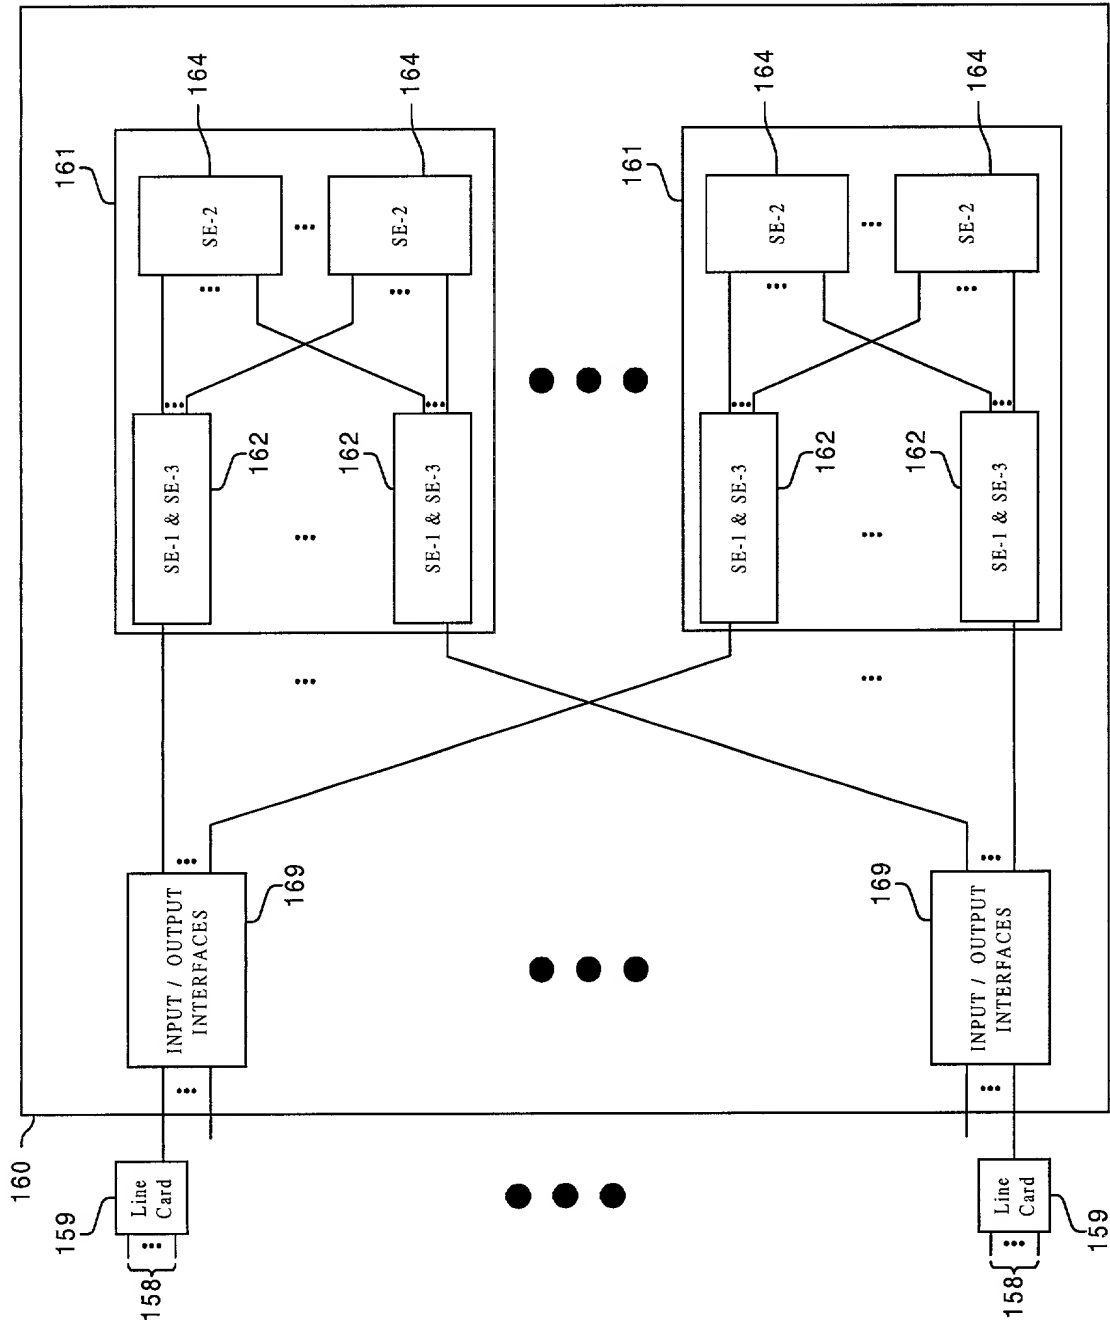 160
158
159
Line
Card
INPUT / OUTPUT
INTERFACES
169
SE-1 & SE-3
162
SE-1 & SE-3
162
161
SE-2
164
SE-2
164
158
159
Line
Card
INPUT / OUTPUT
INTERFACES
169
SE-1 & SE-3
162
SE-1 & SE-3
162
161
SE-2
164
SE-2
164